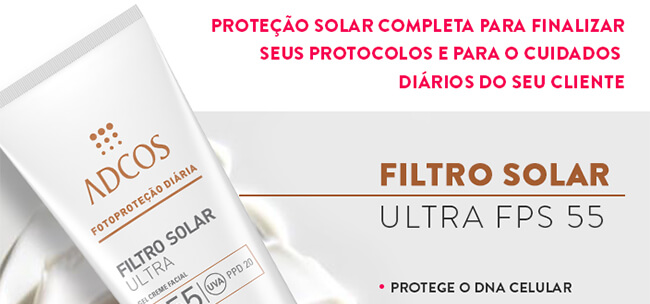 PROTEÇÃO SOLAR COMPLETA PARA FINALIZAR
SEUS PROTOCOLOS E PARA O CUIDADOS
DIÁRIOS DO SEU CLIENTE
ADCOS
FOTOPROTEÇÃO DIÁRIA
FILTRO SOLAR
ULTRA
GEL CREME FACIAL
55
UVA
PPD 20
FILTRO SOLAR
ULTRA FPS 55
• PROTEGE O DNA CELULAR